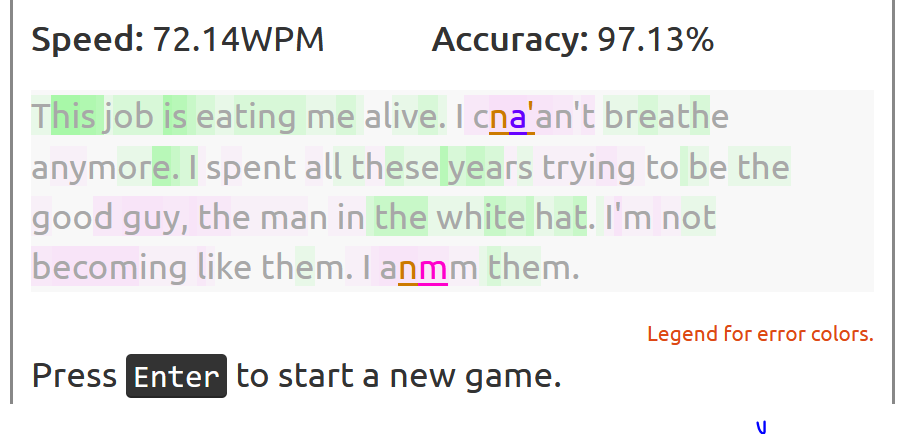 Speed: 72.14WPM Accuracy: 97.13%
This job is eating me alive. I cna'an't breathe
anymore. I spent all these years trying to be the
good guy, the man in the white hat. I'm not
becoming like them. I anmm them.
Legend for error colors.
Press Enter to start a new game.